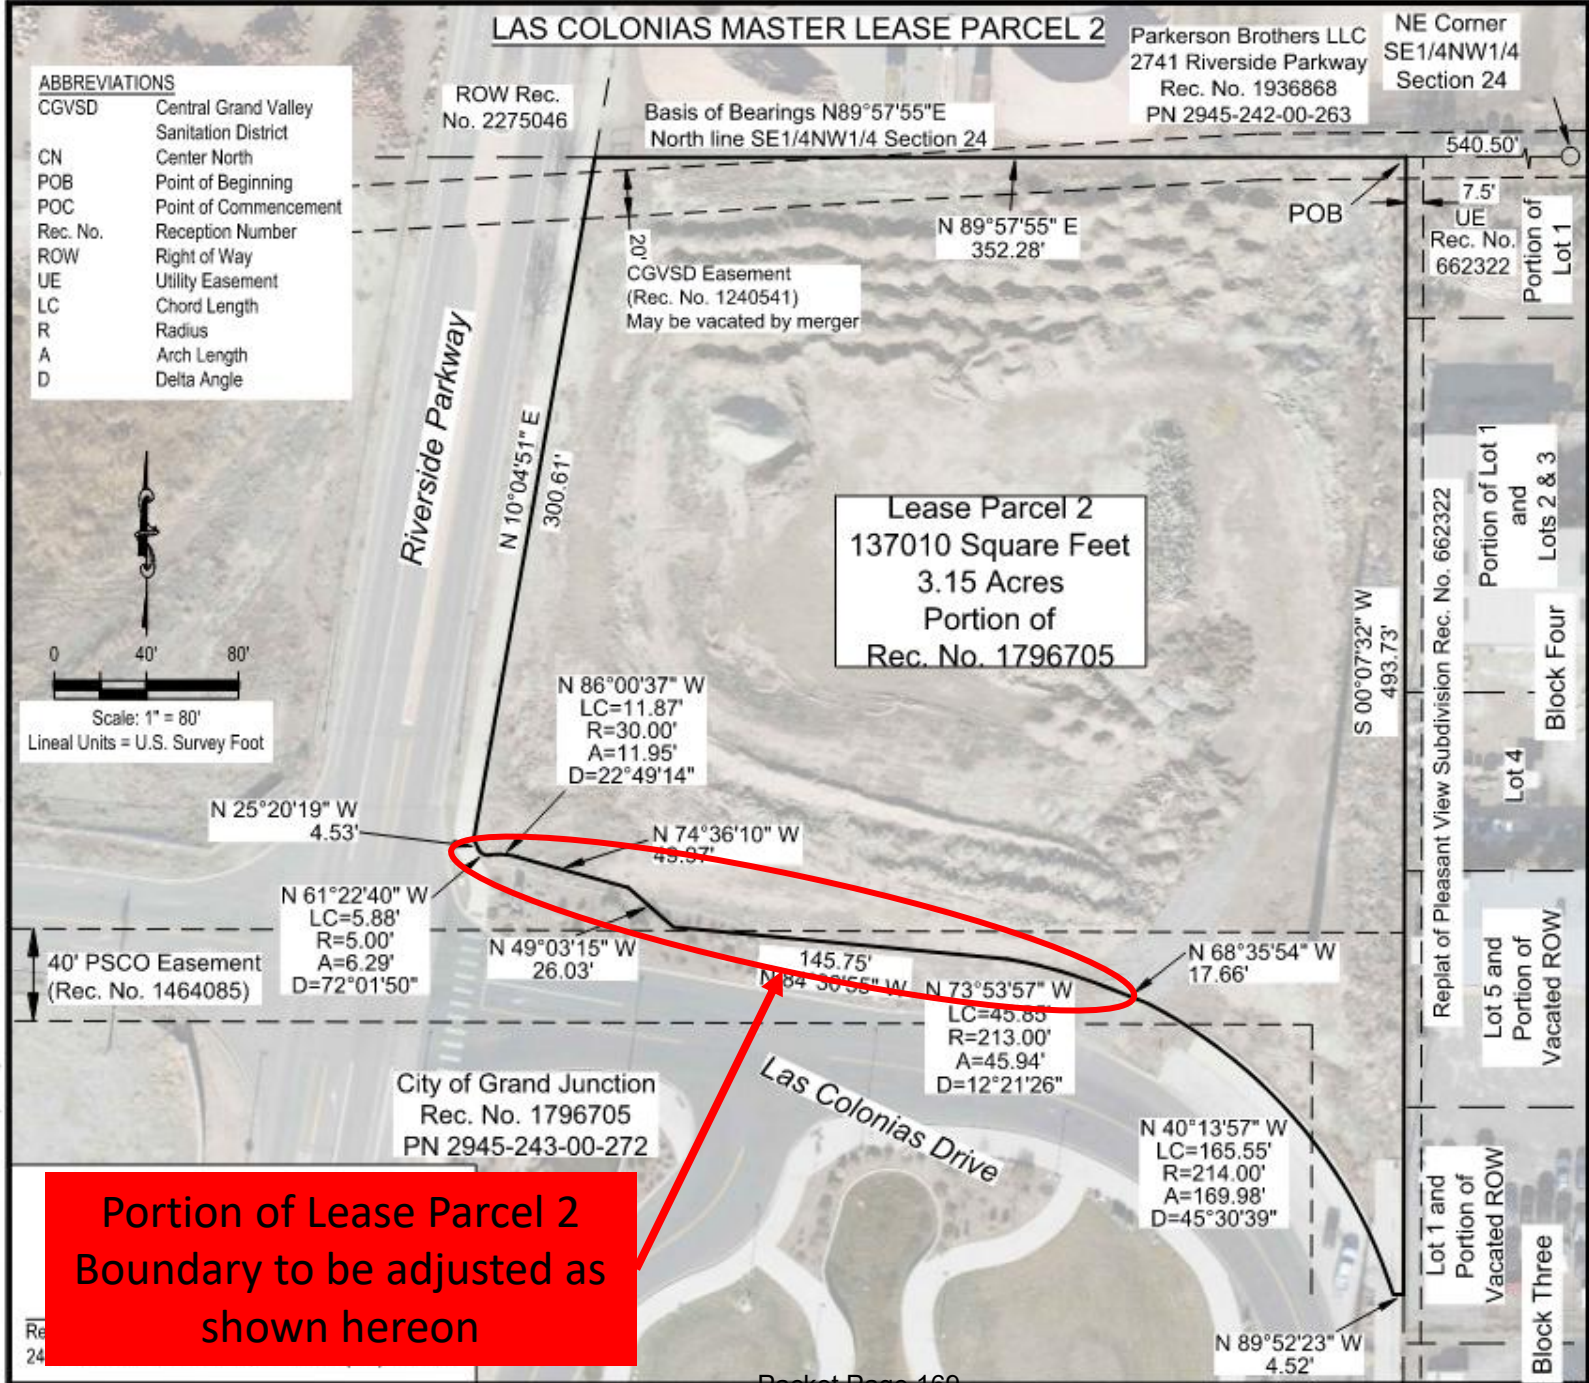 LAS COLONIAS MASTER LEASE PARCEL 2
ABBREVIATIONS
CGVSD Central Grand Valley
Sanitation District
CN Center North
POB Point of Beginning
POC Point of Commencement
Rec. No. Reception Number
ROW Right of Way
UE Utility Easement
LC Chord Length
R Radius
A Arch Length
D Delta Angle
ROW Rec.
No. 2275046
Basis of Bearings N89°57'55"E
North line SE1/4NW1/4 Section 24
Parkerson Brothers LLC
2741 Riverside Parkway
Rec. No. 1936868
PN 2945-242-00-263
NE Corner
SE1/4NW1/4
Section 24
540.50'
7.5'
UE
Rec. No.
662322
POB
Portion of
Lot 1
N 89°57'55" E
352.28'
20'
CGVSD Easement
(Rec. No. 1240541)
May be vacated by merger
Riverside Parkway
N 10°04'51" E
300.61'
Lease Parcel 2
137010 Square Feet
3.15 Acres
Portion of
Rec. No. 1796705
S 00°07'32" W
493.73'
Replat of Pleasant View Subdivision Rec. No. 662322
Portion of Lot 1
and
Lots 2 & 3
Block Four
Lot 4
Lot 5 and
Portion of
Vacated ROW
Lot 1 and
Portion of
Vacated ROW
Block Three
0 40' 80'
Scale: 1" = 80'
Lineal Units = U.S. Survey Foot
N 86°00'37" W
LC=11.87'
R=30.00'
A=11.95'
D=22°49'14"
N 25°20'19" W
4.53'
N 74°36'10" W
N 61°22'40" W
LC=5.88'
R=5.00'
A=6.29'
D=72°01'50"
N 49°03'15" W
26.03'
145.75'
N 68°35'54" W
17.66'
N 73°53'57" W
LC=45.85'
R=213.00'
A=45.94'
D=12°21'26"
40' PSCO Easement
(Rec. No. 1464085)
City of Grand Junction
Rec. No. 1796705
PN 2945-243-00-272
Las Colonias Drive
N 40°13'57" W
LC=165.55'
R=214.00'
A=169.98'
D=45°30'39"
N 89°52'23" W
4.52'
Portion of Lease Parcel 2
Boundary to be adjusted as
shown hereon
Re
24
Packet Page 169